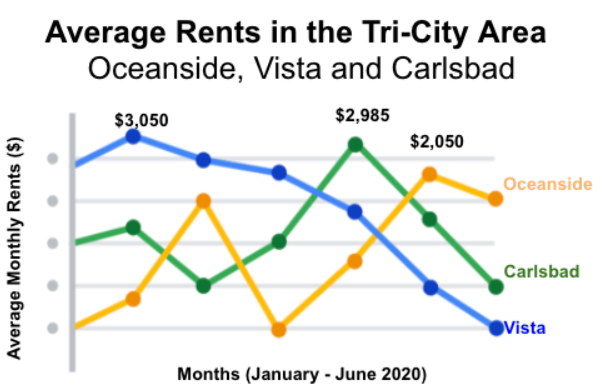 Average Rents in the Tri-City Area
Oceanside, Vista and Carlsbad
$3,050
$2,985
$2,050
Average Monthly Rents ($)
Oceanside
Carlsbad
Vista
Months (January - June 2020)